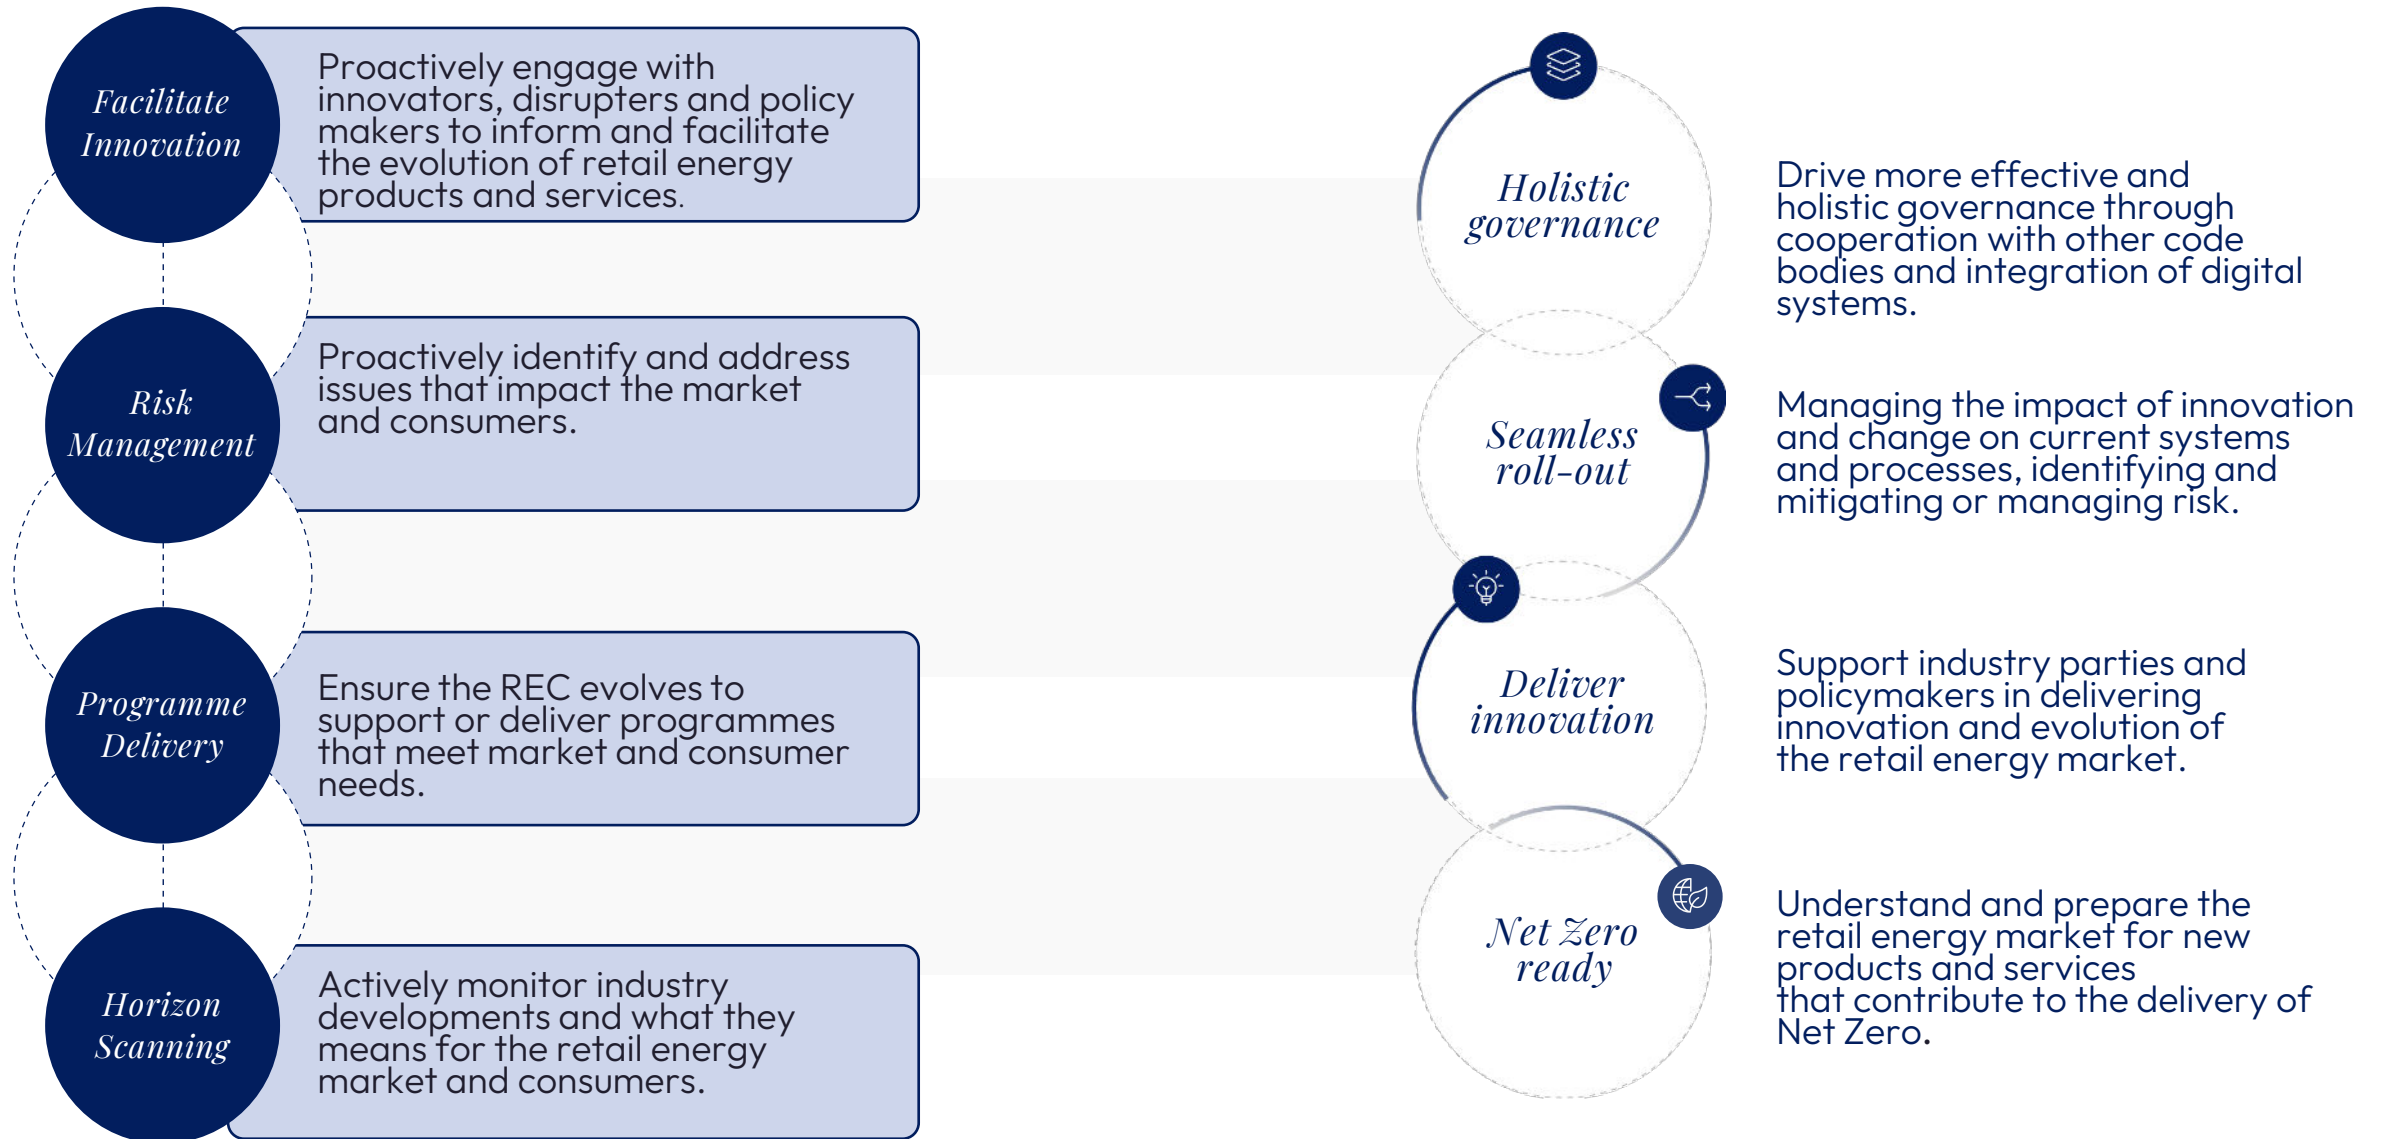 Facilitate
Innovation
Proactively engage with
innovators, disrupters and policy
makers to inform and facilitate
the evolution of retail energy
products and services.
Risk
Management
Proactively identify and address
issues that impact the market
and consumers.
Programme
Delivery
Ensure the REC evolves to
support or deliver programmes
that meet market and consumer
needs.
Horizon
Scanning
Actively monitor industry
developments and what they
means for the retail energy
market and consumers.
Holistic
governance
Drive more effective and
holistic governance through
cooperation with other code
bodies and integration of digital
systems.
Seamless
roll-out
Managing the impact of innovation
and change on current systems
and processes, identifying and
mitigating or managing risk.
Deliver
innovation
Support industry parties and
policymakers in delivering
innovation and evolution of
the retail energy market.
Net Zero
ready
Understand and prepare the
retail energy market for new
products and services
that contribute to the delivery of
Net Zero.